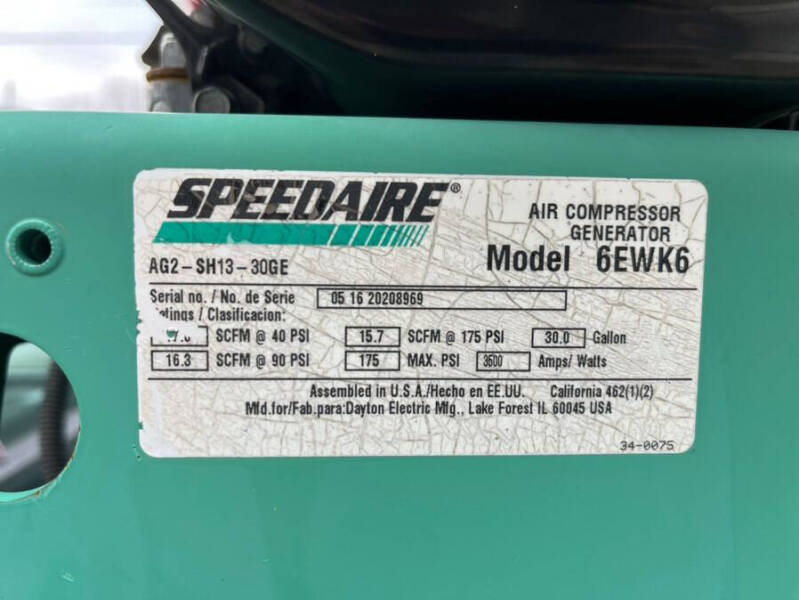 SPEEDAIRE®
AIR COMPRESSOR
GENERATOR
AG2-SH13-30GE
Model 6EWK6
Serial no. / No. de Serie 05 16 20208969
/ Clasificacion:
SCFM @ 40 PSI 15.7 SCFM @ 175 PSI 30.0 Gallon
16.3 SCFM @ 90 PSI 175 MAX. PSI 3500 Amps/ Watts
Assembled in U.S.A./Hecho en EE.UU. California 462(1)(2)
Mfd.for/Fab.para:Dayton Electric Mfg., Lake Forest IL 60045 USA
34-0075